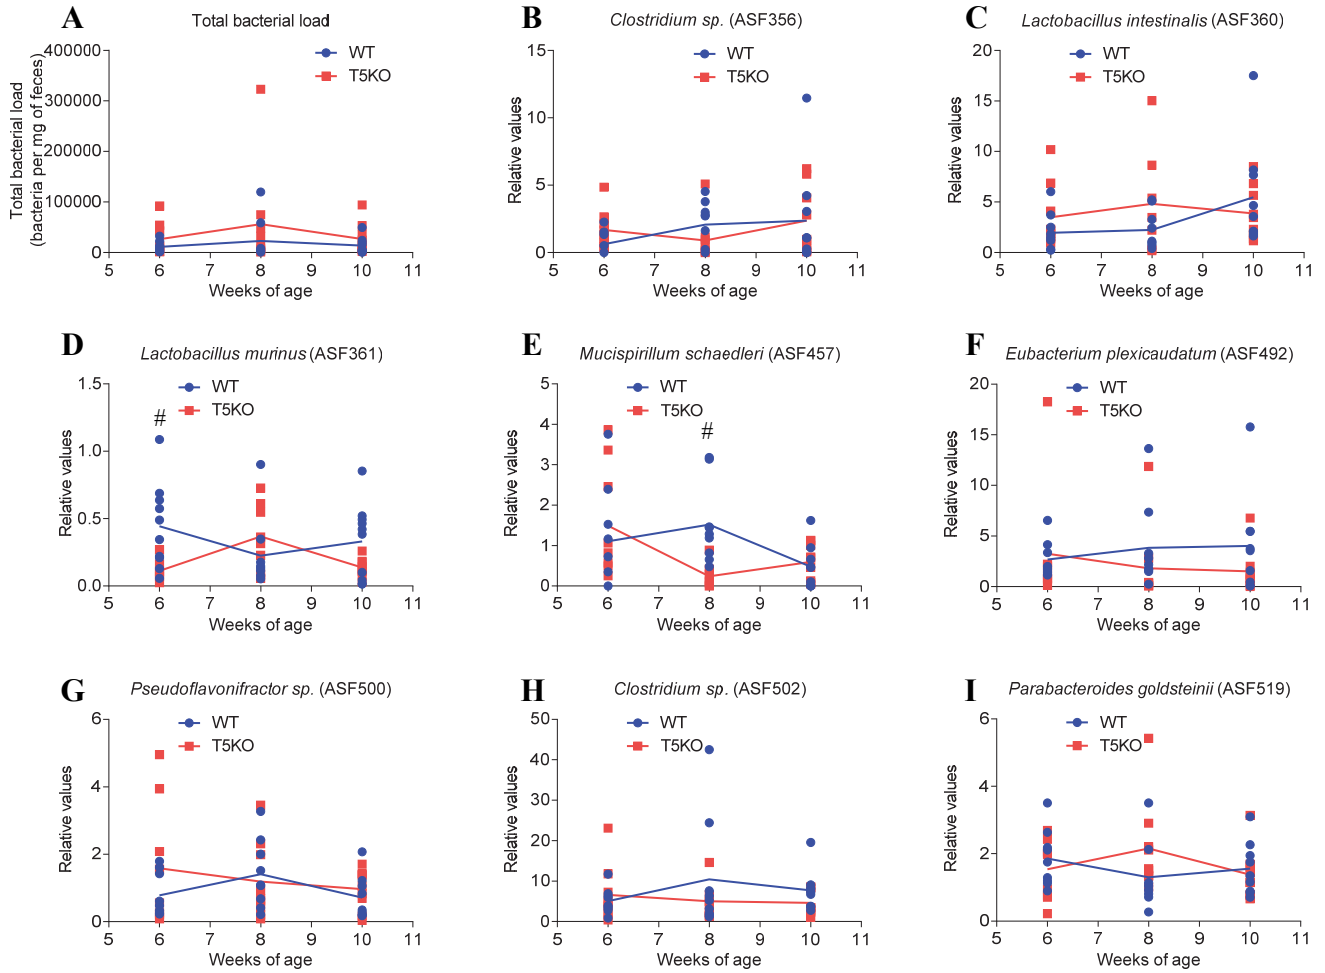 A
Total bacterial load
WT
T5KO
Total bacterial load
(bacteria per mg of feces)
400000
300000
200000
100000
0
5 6 7 8 9 10 11
Weeks of age
B
Clostridium sp. (ASF356)
WT
T5KO
Relative values
15
10
5
0
5 6 7 8 9 10 11
Weeks of age
C
Lactobacillus intestinalis (ASF360)
WT
T5KO
Relative values
20
15
10
5
0
5 6 7 8 9 10 11
Weeks of age
D
Lactobacillus murinus (ASF361)
WT
T5KO
#
Relative values
1.5
1.0
0.5
0.0
5 6 7 8 9 10 11
Weeks of age
E
Mucispirillum schaedleri (ASF457)
WT
T5KO
#
Relative values
5
4
3
2
1
0
5 6 7 8 9 10 11
Weeks of age
F
Eubacterium plexicaudatum (ASF492)
WT
T5KO
Relative values
20
15
10
5
0
5 6 7 8 9 10 11
Weeks of age
G
Pseudoflavonifractor sp. (ASF500)
WT
T5KO
Relative values
6
4
2
0
5 6 7 8 9 10 11
Weeks of age
H
Clostridium sp. (ASF502)
WT
T5KO
Relative values
50
40
30
20
10
0
5 6 7 8 9 10 11
Weeks of age
I
Parabacteroides goldsteinii (ASF519)
WT
T5KO
Relative values
6
4
2
0
5 6 7 8 9 10 11
Weeks of age